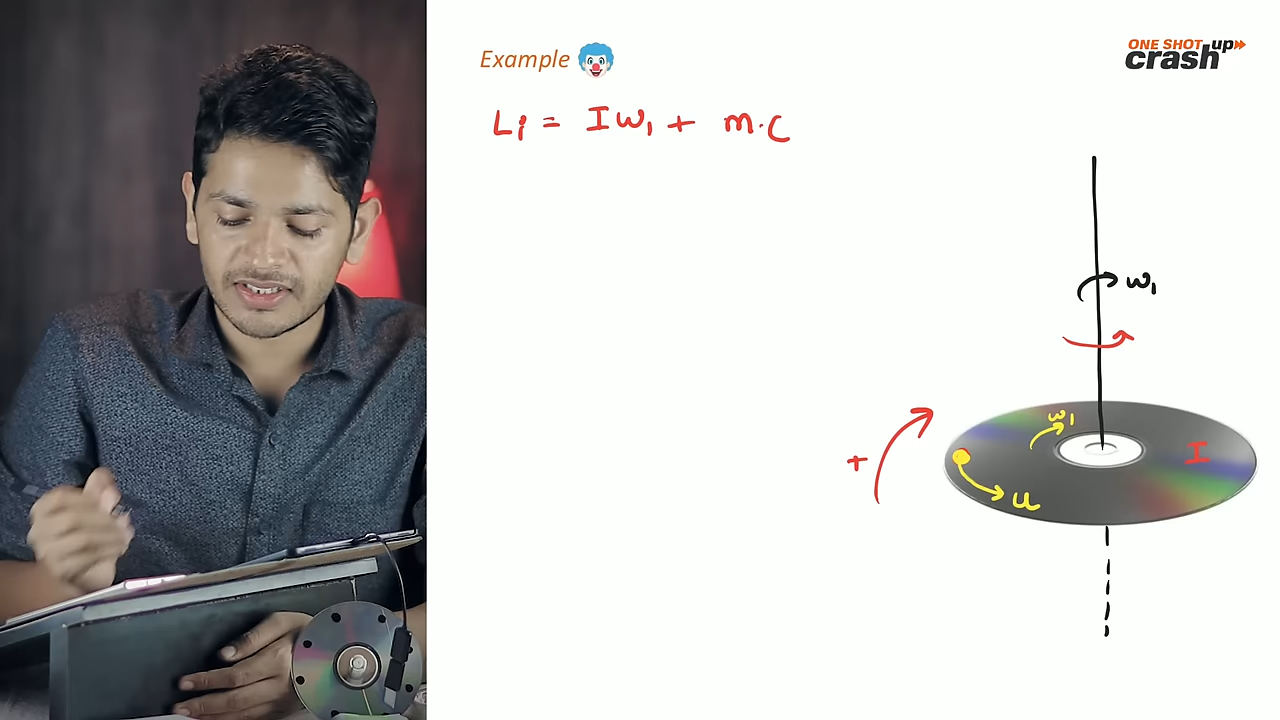 Example
ONE SHOT up
crash
Li = Iω₁ + m.(
ω₁
+
ω₁
I
u